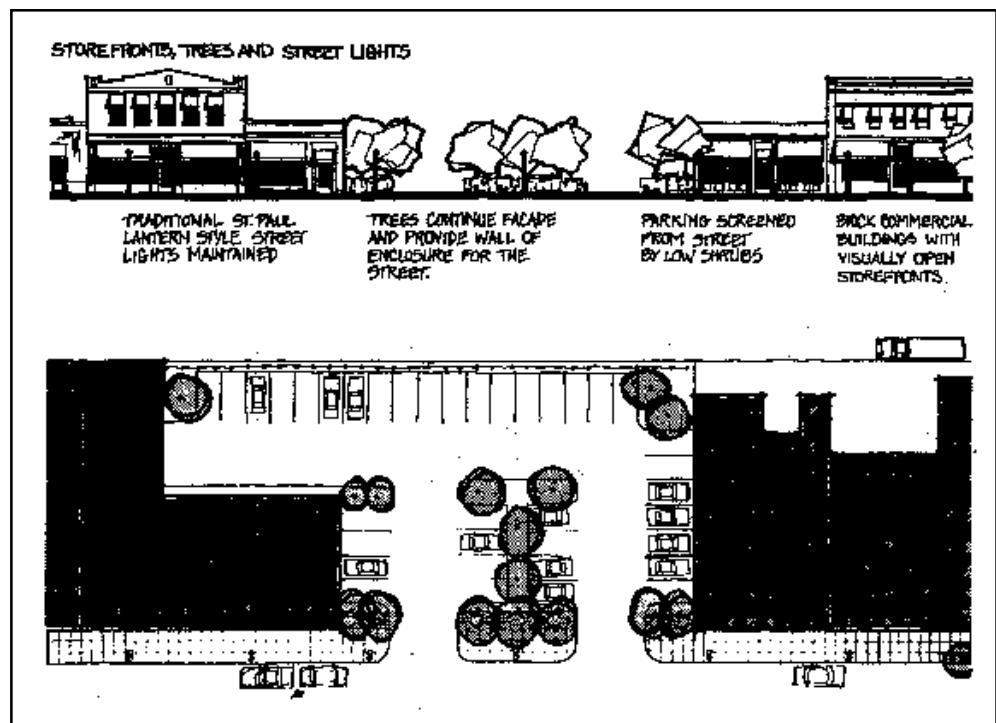 STOREFRONTS, TREES AND STREET LIGHTS
TRADITIONAL ST. PAUL
LANTERN STYLE STREET
LIGHTS MAINTAINED
TREES CONTINUE FACADE
AND PROVIDE WALL OF
ENCLOSURE FOR THE
STREET.
PARKING SCREENED
FROM STREET
BY LOW SHRUBS
BRICK COMMERCIAL
BUILDINGS WITH
VISUALLY OPEN
STOREFRONTS.